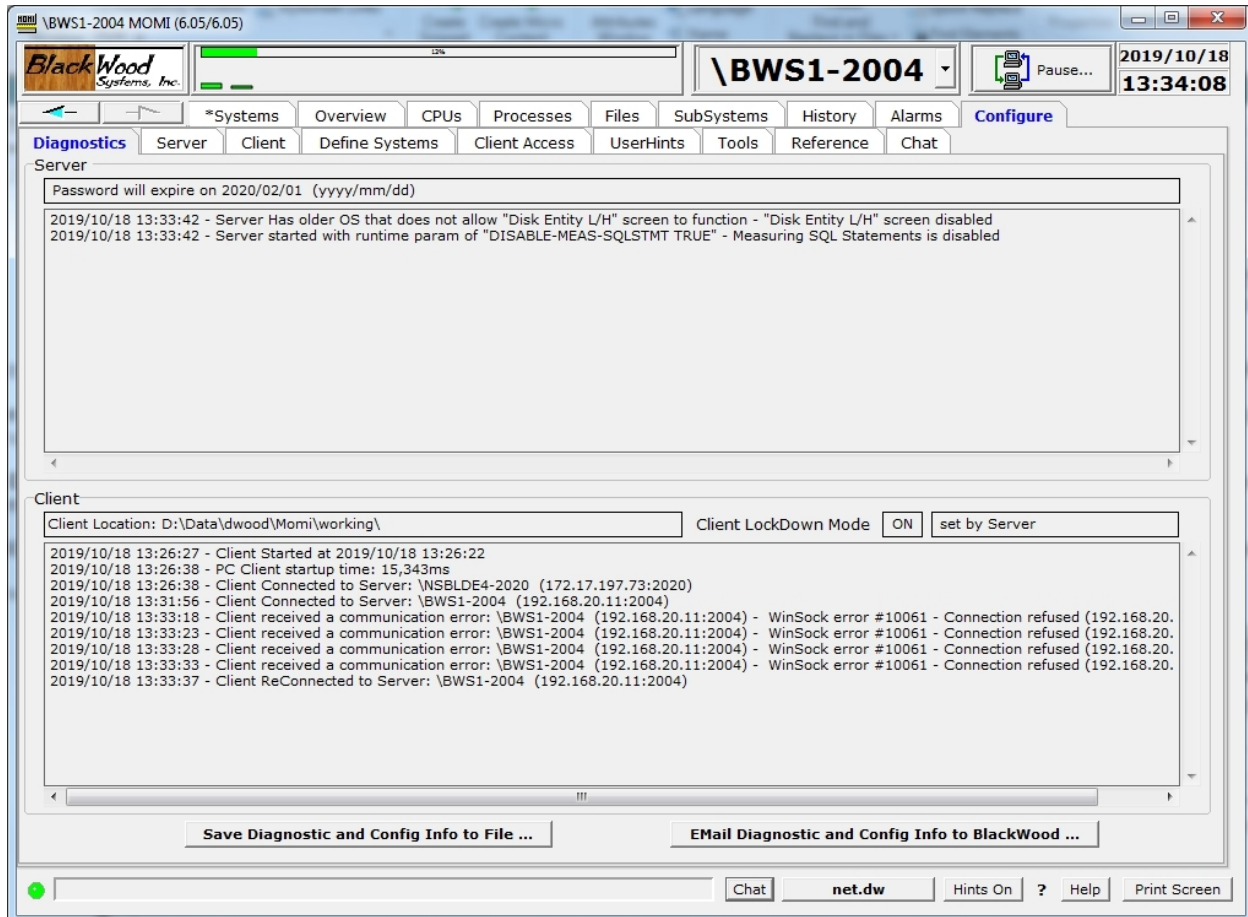 \BWS1-2004 MOMI (6.05/6.05)
BlackWood
Systems, Inc.
12%
\BWS1-2004
Pause...
2019/10/18
13:34:08
*Systems Overview CPUs Processes Files SubSystems History Alarms Configure
Diagnostics Server Client Define Systems Client Access UserHints Tools Reference Chat
Server
Password will expire on 2020/02/01 (yyyy/mm/dd)
2019/10/18 13:33:42 - Server Has older OS that does not allow "Disk Entity L/H" screen to function - "Disk Entity L/H" screen disabled
2019/10/18 13:33:42 - Server started with runtime param of "DISABLE-MEAS-SQLSTMT TRUE" - Measuring SQL Statements is disabled
Client
Client Location: D:\Data\dwood\Momi\working\ Client LockDown Mode ON set by Server
2019/10/18 13:26:27 - Client Started at 2019/10/18 13:26:22
2019/10/18 13:26:38 - PC Client startup time: 15,343ms
2019/10/18 13:26:38 - Client Connected to Server: \NSBLDE4-2020 (172.17.197.73:2020)
2019/10/18 13:31:56 - Client Connected to Server: \BWS1-2004 (192.168.20.11:2004)
2019/10/18 13:33:18 - Client received a communication error: \BWS1-2004 (192.168.20.11:2004) - WinSock error #10061 - Connection refused (192.168.20.
2019/10/18 13:33:23 - Client received a communication error: \BWS1-2004 (192.168.20.11:2004) - WinSock error #10061 - Connection refused (192.168.20.
2019/10/18 13:33:28 - Client received a communication error: \BWS1-2004 (192.168.20.11:2004) - WinSock error #10061 - Connection refused (192.168.20.
2019/10/18 13:33:33 - Client received a communication error: \BWS1-2004 (192.168.20.11:2004) - WinSock error #10061 - Connection refused (192.168.20.
2019/10/18 13:33:37 - Client ReConnected to Server: \BWS1-2004 (192.168.20.11:2004)
Save Diagnostic and Config Info to File ... EMail Diagnostic and Config Info to BlackWood ...
Chat net.dw Hints On ? Help Print Screen